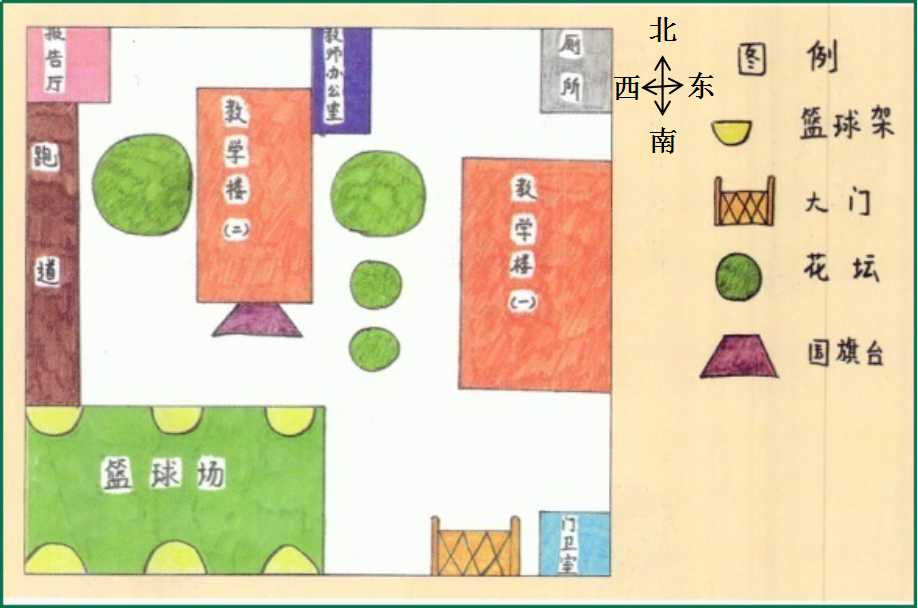 报告厅
教师办公室
厕所
跑道
教学楼(二)
教学楼(一)
篮球场
门卫室
北
西
东
南
图例
篮球架
大门
花坛
国旗台